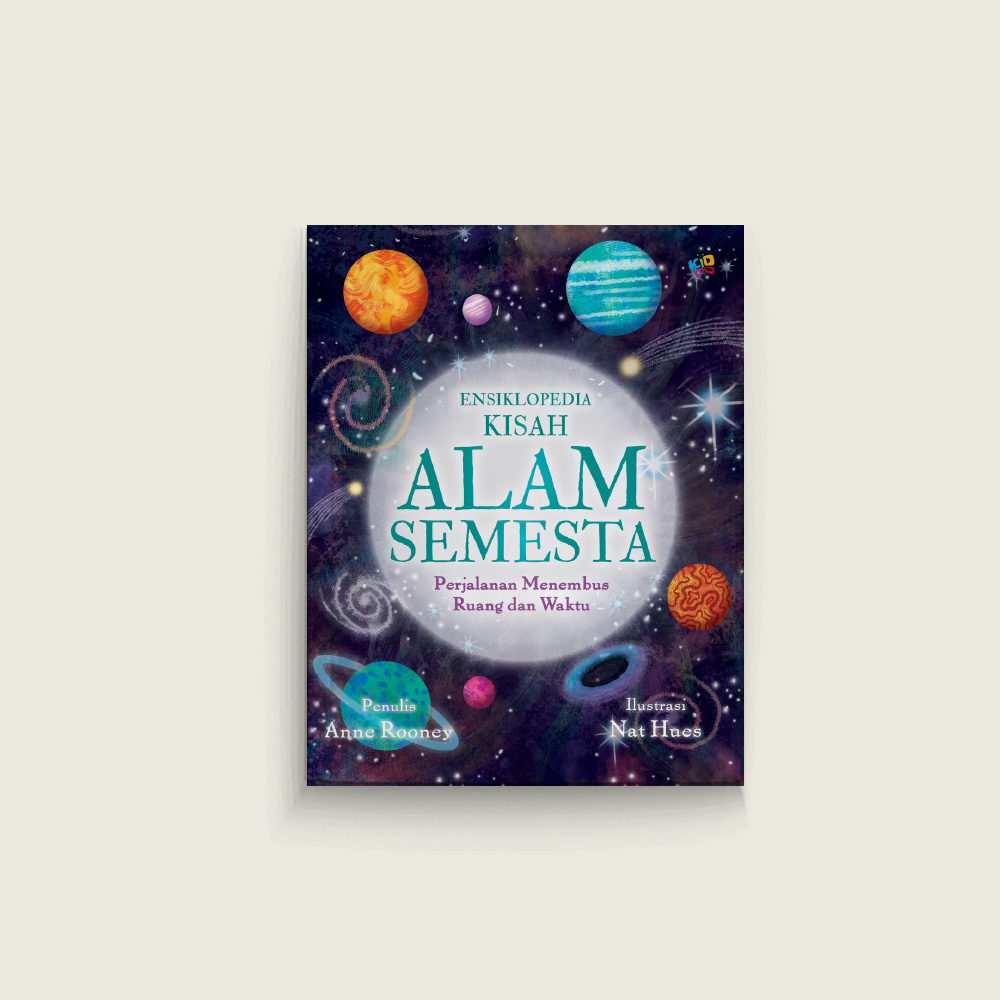 ENSIKLOPEDIA
KISAH
ALAM
SEMESTA
Perjalanan Menembus
Ruang dan Waktu
Penulis
Anne Rooney
Ilustrasi
Nat Hues